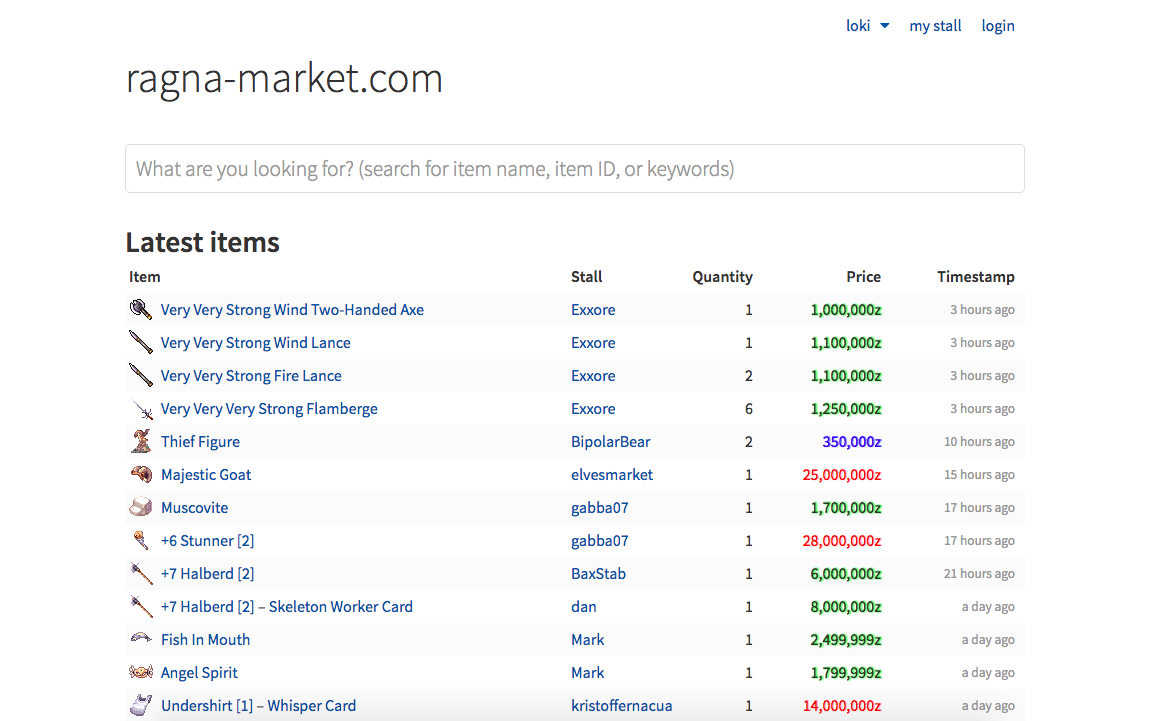 loki my stall login
ragna-market.com
What are you looking for? (search for item name, item ID, or keywords)
Latest items
Item Stall Quantity Price Timestamp
Very Very Strong Wind Two-Handed Axe Exxore 1 1,000,000z 3 hours ago
Very Very Strong Wind Lance Exxore 1 1,100,000z 3 hours ago
Very Very Strong Fire Lance Exxore 2 1,100,000z 3 hours ago
Very Very Very Strong Flamberge Exxore 6 1,250,000z 3 hours ago
Thief Figure BipolarBear 2 350,000z 10 hours ago
Majestic Goat elvesmarket 1 25,000,000z 15 hours ago
Muscovite gabba07 1 1,700,000z 17 hours ago
+6 Stunner [2] gabba07 1 28,000,000z 17 hours ago
+7 Halberd [2] BaxStab 1 6,000,000z 21 hours ago
+7 Halberd [2] – Skeleton Worker Card dan 1 8,000,000z a day ago
Fish In Mouth Mark 1 2,499,999z a day ago
Angel Spirit Mark 1 1,799,999z a day ago
Undershirt [1] – Whisper Card kristoffernacua 1 14,000,000z a day ago